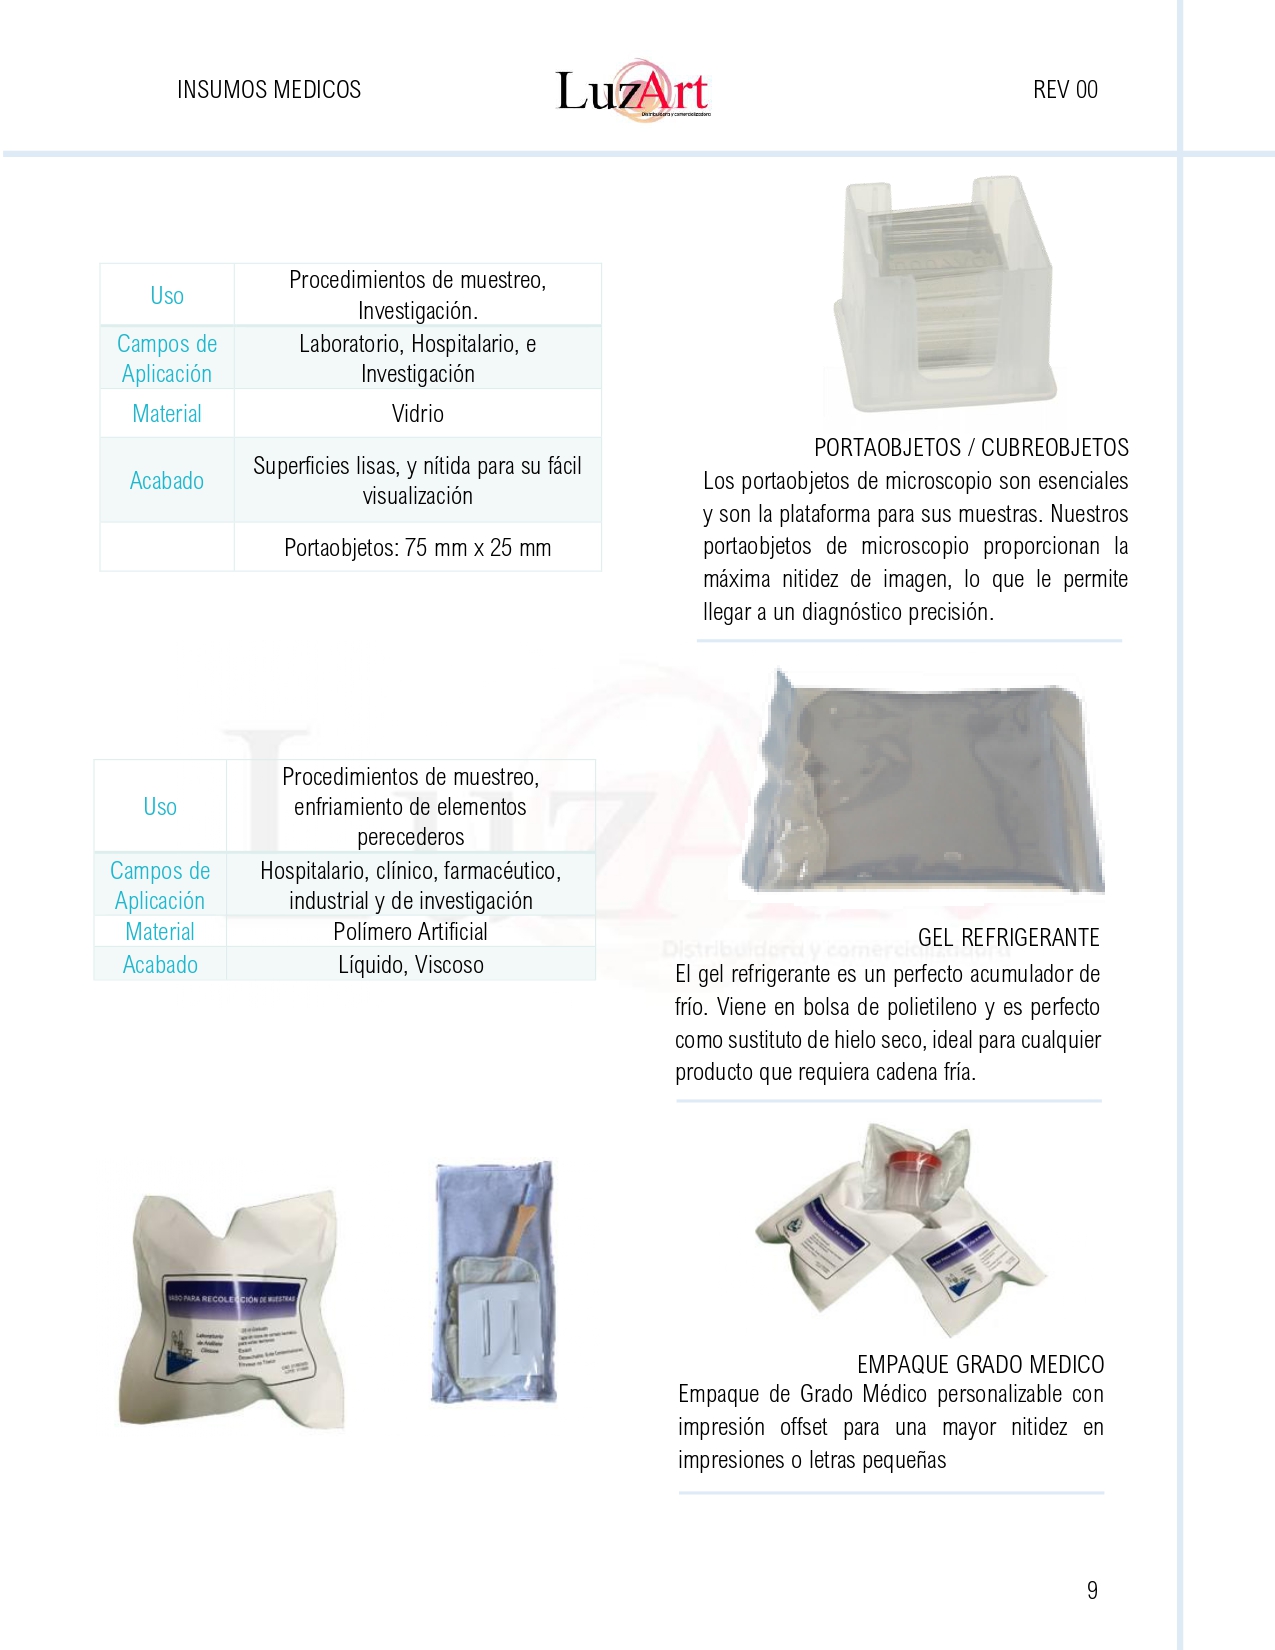 INSUMOS MEDICOS
LuzArt
Distribuidora y comercializadora
REV 00
Uso
Procedimientos de muestreo,
Investigación.
Campos de
Aplicación
Laboratorio, Hospitalario, e
Investigación
Material
Vidrio
Acabado
Superficies lisas, y nítida para su fácil
visualización
Portaobjetos: 75 mm x 25 mm
PORTAOBJETOS / CUBREOBJETOS
Los portaobjetos de microscopio son esenciales
y son la plataforma para sus muestras. Nuestros
portaobjetos de microscopio proporcionan la
máxima nitidez de imagen, lo que le permite
llegar a un diagnóstico precisión.
LuzArt
Distribuidora y comercializadora
Uso
Procedimientos de muestreo,
enfriamiento de elementos
perecederos
Campos de
Aplicación
Hospitalario, clínico, farmacéutico,
industrial y de investigación
Material
Polímero Artificial
Acabado
Líquido, Viscoso
GEL REFRIGERANTE
El gel refrigerante es un perfecto acumulador de
frío. Viene en bolsa de polietileno y es perfecto
como sustituto de hielo seco, ideal para cualquier
producto que requiera cadena fría.
VASO PARA RECOLECCIÓN DE MUESTRAS
Laboratorio
de Análisis
Clínicos
EMPAQUE GRADO MEDICO
Empaque de Grado Médico personalizable con
impresión offset para una mayor nitidez en
impresiones o letras pequeñas
9